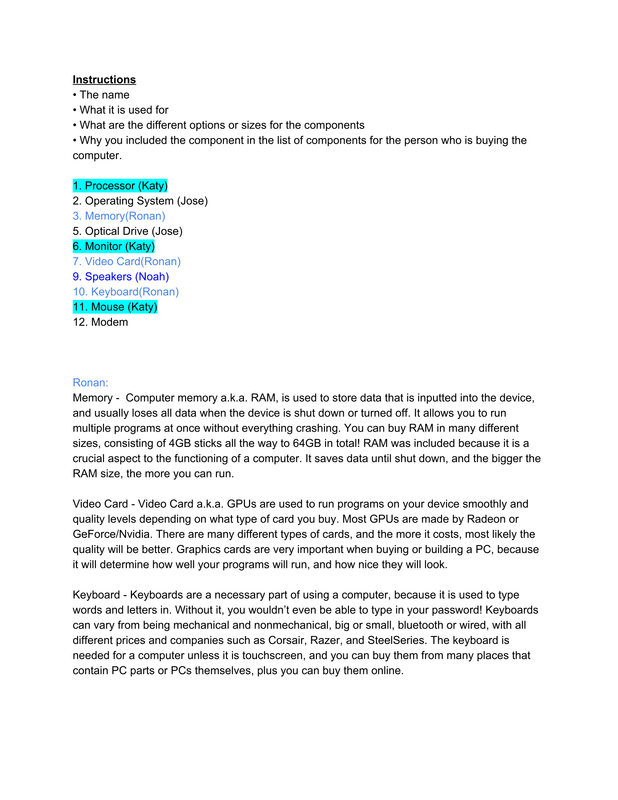 Instructions
• The name
• What it is used for
• What are the different options or sizes for the components
• Why you included the component in the list of components for the person who is buying the
computer.
1. Processor (Katy)
2. Operating System (Jose)
3. Memory(Ronan)
5. Optical Drive (Jose)
6. Monitor (Katy)
7. Video Card(Ronan)
9. Speakers (Noah)
10. Keyboard(Ronan)
11. Mouse (Katy)
12. Modem
Ronan:
Memory -  Computer memory a.k.a. RAM, is used to store data that is inputted into the device,
and usually loses all data when the device is shut down or turned off. It allows you to run
multiple programs at once without everything crashing. You can buy RAM in many different
sizes, consisting of 4GB sticks all the way to 64GB in total! RAM was included because it is a
crucial aspect to the functioning of a computer. It saves data until shut down, and the bigger the
RAM size, the more you can run.
Video Card - Video Card a.k.a. GPUs are used to run programs on your device smoothly and
quality levels depending on what type of card you buy. Most GPUs are made by Radeon or
GeForce/Nvidia. There are many different types of cards, and the more it costs, most likely the
quality will be better. Graphics cards are very important when buying or building a PC, because
it will determine how well your programs will run, and how nice they will look.
Keyboard - Keyboards are a necessary part of using a computer, because it is used to type
words and letters in. Without it, you wouldn't even be able to type in your password! Keyboards
can vary from being mechanical and nonmechanical, big or small, bluetooth or wired, with all
different prices and companies such as Corsair, Razer, and SteelSeries. The keyboard is
needed for a computer unless it is touchscreen, and you can buy them from many places that
contain PC parts or PCs themselves, plus you can buy them online.